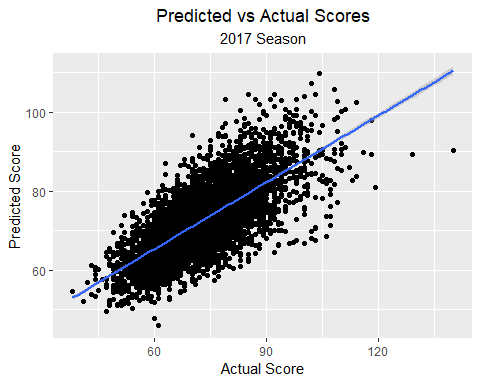 Predicted vs Actual Scores
2017 Season
100
80
60
Predicted Score
60 90 120
Actual Score